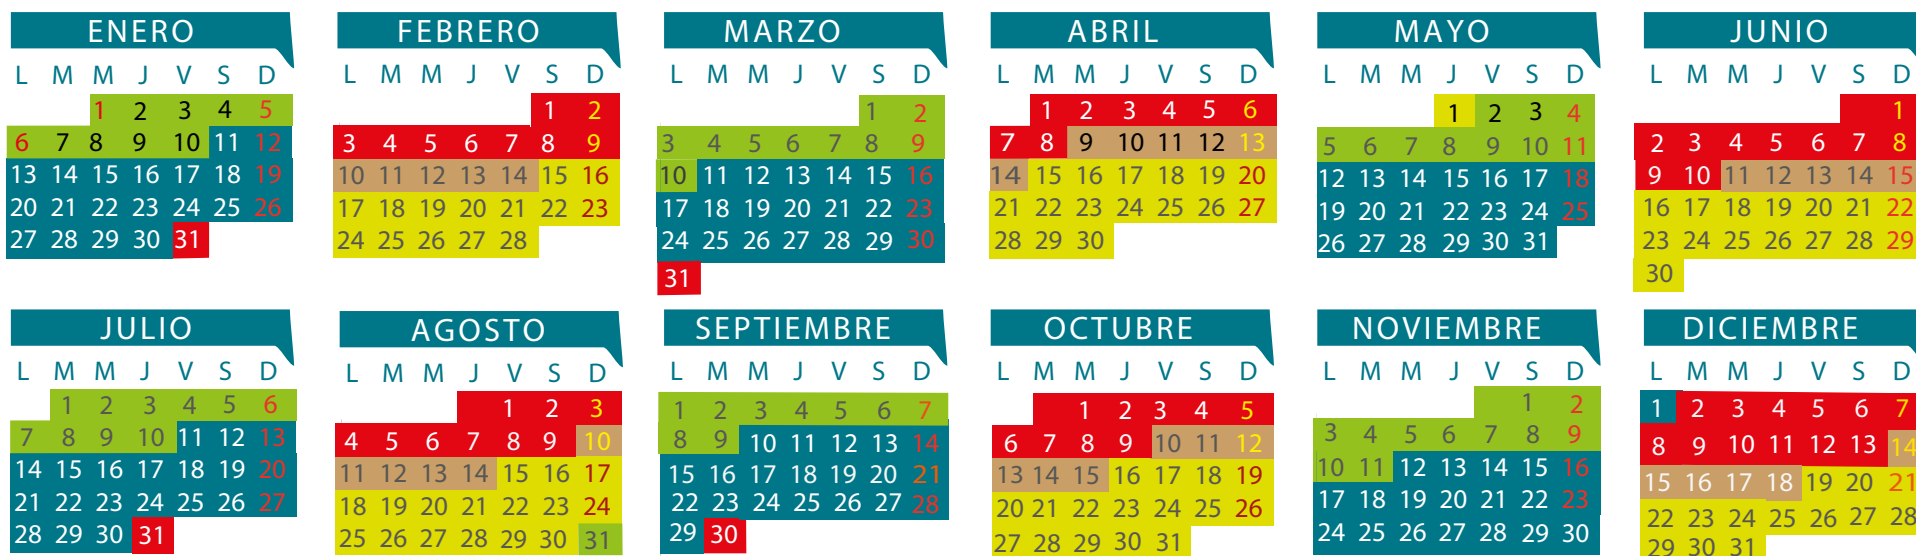 ENERO
L M M J V S D
1 2 3 4 5
6 7 8 9 10 11 12
13 14 15 16 17 18 19
20 21 22 23 24 25 26
27 28 29 30 31
FEBRERO
L M M J V S D
1 2
3 4 5 6 7 8 9
10 11 12 13 14 15 16
17 18 19 20 21 22 23
24 25 26 27 28
MARZO
L M M J V S D
1 2
3 4 5 6 7 8 9
10 11 12 13 14 15 16
17 18 19 20 21 22 23
24 25 26 27 28 29 30
31
ABRIL
L M M J V S D
1 2 3 4 5 6
7 8 9 10 11 12 13
14 15 16 17 18 19 20
21 22 23 24 25 26 27
28 29 30
MAYO
L M M J V S D
1 2 3 4
5 6 7 8 9 10 11
12 13 14 15 16 17 18
19 20 21 22 23 24 25
26 27 28 29 30 31
JUNIO
L M M J V S D
1
2 3 4 5 6 7 8
9 10 11 12 13 14 15
16 17 18 19 20 21 22
23 24 25 26 27 28 29
30
JULIO
L M M J V S D
1 2 3 4 5 6
7 8 9 10 11 12 13
14 15 16 17 18 19 20
21 22 23 24 25 26 27
28 29 30 31
AGOSTO
L M M J V S D
1 2 3
4 5 6 7 8 9 10
11 12 13 14 15 16 17
18 19 20 21 22 23 24
25 26 27 28 29 30 31
SEPTIEMBRE
L M M J V S D
1 2 3 4 5 6 7
8 9 10 11 12 13 14
15 16 17 18 19 20 21
22 23 24 25 26 27 28
29 30
OCTUBRE
L M M J V S D
1 2 3 4 5
6 7 8 9 10 11 12
13 14 15 16 17 18 19
20 21 22 23 24 25 26
27 28 29 30 31
NOVIEMBRE
L M M J V S D
1 2
3 4 5 6 7 8 9
10 11 12 13 14 15 16
17 18 19 20 21 22 23
24 25 26 27 28 29 30
DICIEMBRE
L M M J V S D
1 2 3 4 5 6 7
8 9 10 11 12 13 14
15 16 17 18 19 20 21
22 23 24 25 26 27 28
29 30 31